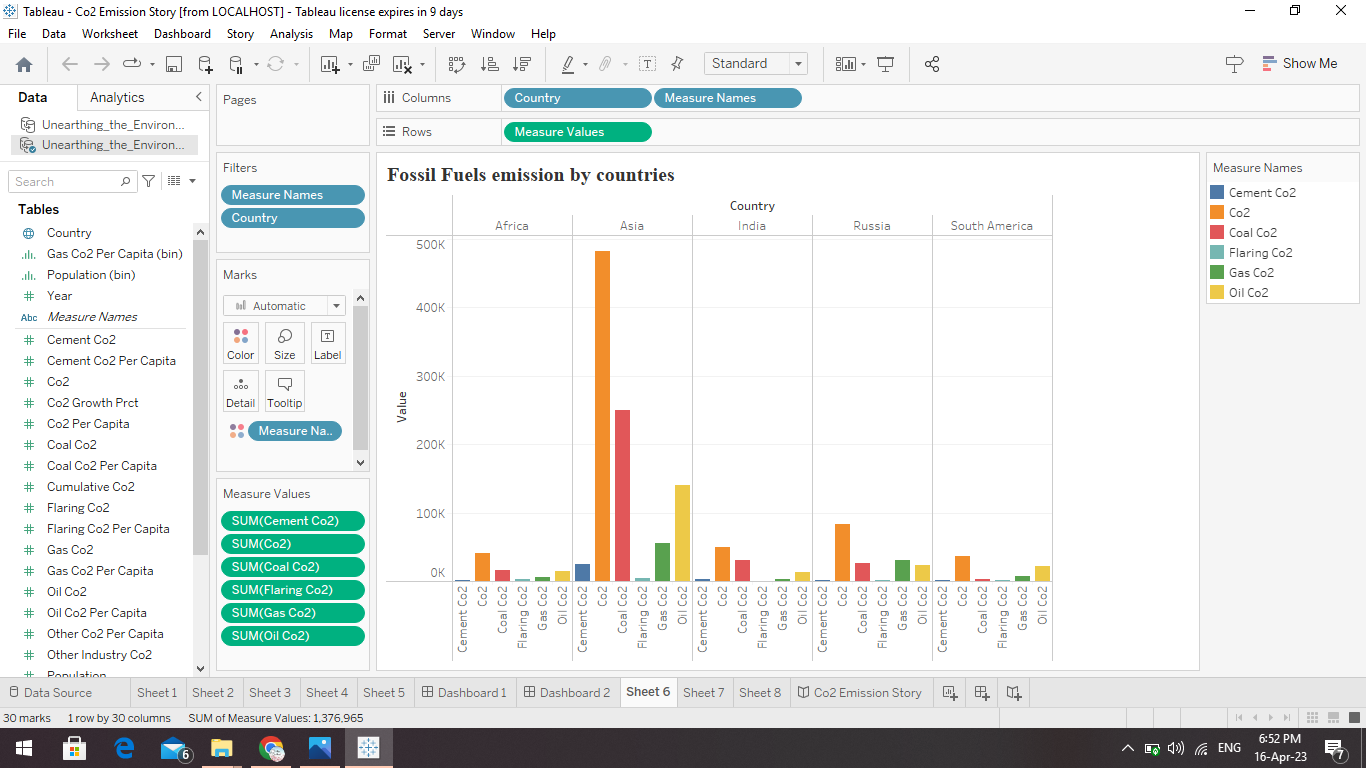 Tableau - Co2 Emission Story [from LOCALHOST] - Tableau license expires in 9 days
File Data Worksheet Dashboard Story Analysis Map Format Server Window Help
Standard
Show Me
Data Analytics
Unearthing_the_Environ...
Unearthing_the_Environ...
Search
Tables
Country
Gas Co2 Per Capita (bin)
Population (bin)
Year
Abc Measure Names
Cement Co2
Cement Co2 Per Capita
Co2
Co2 Growth Prct
Co2 Per Capita
Coal Co2
Coal Co2 Per Capita
Cumulative Co2
Flaring Co2
Flaring Co2 Per Capita
Gas Co2
Gas Co2 Per Capita
Oil Co2
Oil Co2 Per Capita
Other Co2 Per Capita
Other Industry Co2
Population
Pages
Filters
Measure Names
Country
Marks
Automatic
Color Size Label
Detail Tooltip
Measure Na..
Measure Values
SUM(Cement Co2)
SUM(Co2)
SUM(Coal Co2)
SUM(Flaring Co2)
SUM(Gas Co2)
SUM(Oil Co2)
Columns Country Measure Names
Rows Measure Values
Fossil Fuels emission by countries
Country
Africa Asia India Russia South America
500K
400K
300K
200K
100K
0K
Value
Cement Co2 Co2 Coal Co2 Flaring Co2 Gas Co2 Oil Co2 Cement Co2 Co2 Coal Co2 Flaring Co2 Gas Co2 Oil Co2 Cement Co2 Co2 Coal Co2 Flaring Co2 Gas Co2 Oil Co2 Cement Co2 Co2 Coal Co2 Flaring Co2 Gas Co2 Oil Co2 Cement Co2 Co2 Coal Co2 Flaring Co2 Gas Co2 Oil Co2
Measure Names
Cement Co2
Co2
Coal Co2
Flaring Co2
Gas Co2
Oil Co2
Data Source Sheet 1 Sheet 2 Sheet 3 Sheet 4 Sheet 5 Dashboard 1 Dashboard 2 Sheet 6 Sheet 7 Sheet 8 Co2 Emission Story
30 marks 1 row by 30 columns SUM of Measure Values: 1,376,965
6
ENG
6:52 PM
16-Apr-23
7